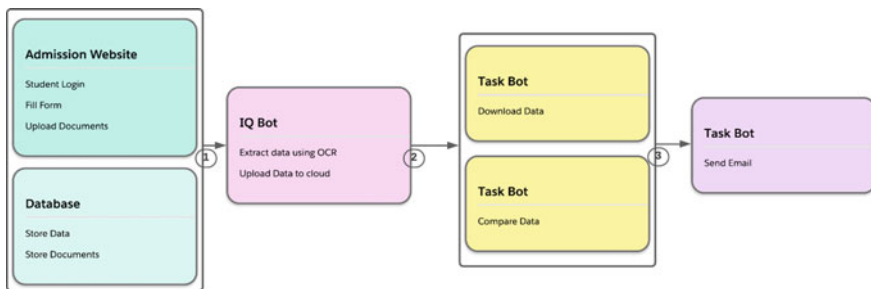 Admission Website
Student Login
Fill Form
Upload Documents
Database
Store Data
Store Documents
1
IQ Bot
Extract data using OCR
Upload Data to cloud
2
Task Bot
Download Data
Task Bot
Compare Data
3
Task Bot
Send Email